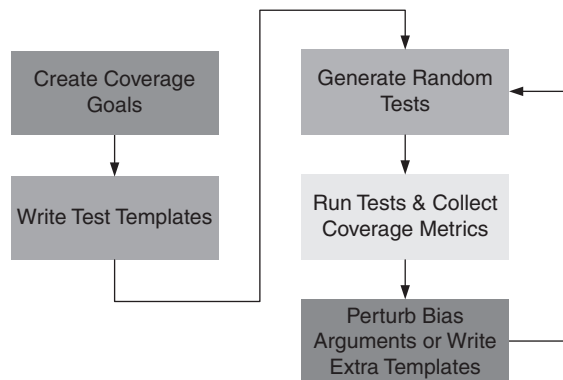 Create Coverage
Goals
Write Test Templates
Generate Random
Tests
Run Tests & Collect
Coverage Metrics
Perturb Bias
Arguments or Write
Extra Templates